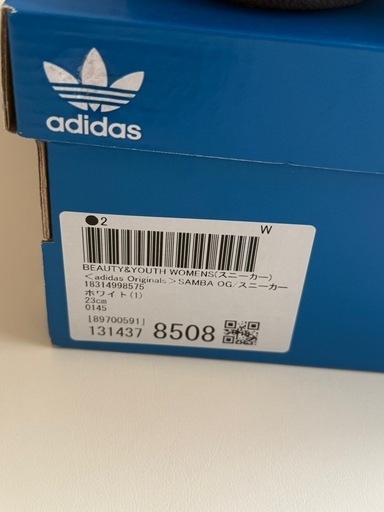 adidas
●2 W
BEAUTY&YOUTH WOMENS(スニーカー)
＜adidas Originals＞SAMBA OG/スニーカー
18314998575
ホワイト(1)
23cm
0145
[89700591]
131437 8508